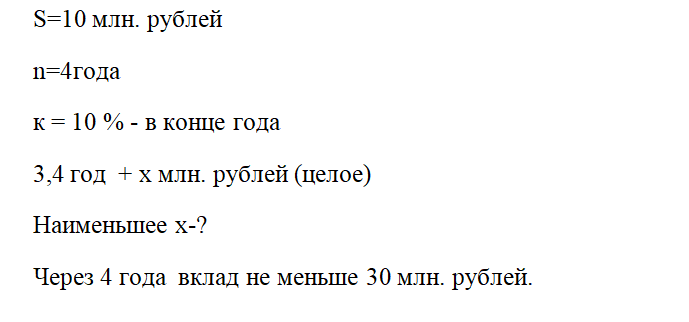 S=10 млн. рублей
n=4года
к = 10 % - в конце года
3,4 год  + х млн. рублей (целое)
Наименьшее х-?
Через 4 года  вклад не меньше 30 млн. рублей.